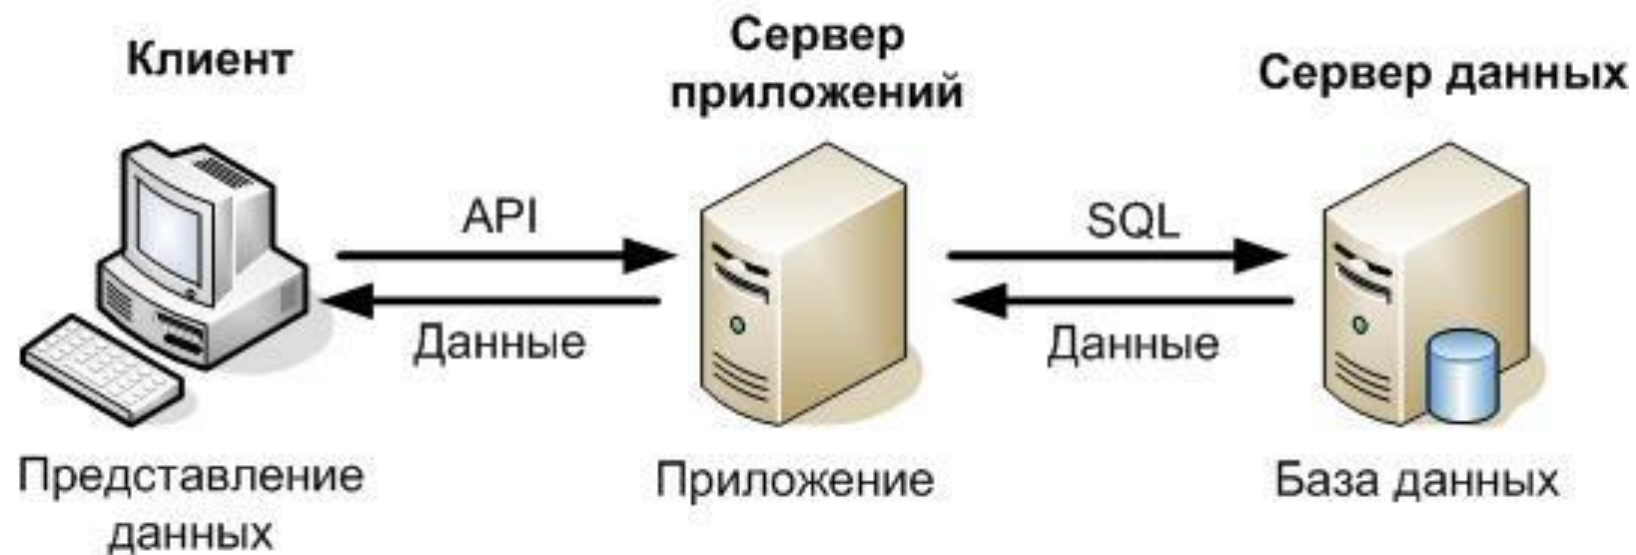 Клиент
Сервер
приложений
Сервер данных
API
Данные
SQL
Данные
Представление
данных
Приложение
База данных